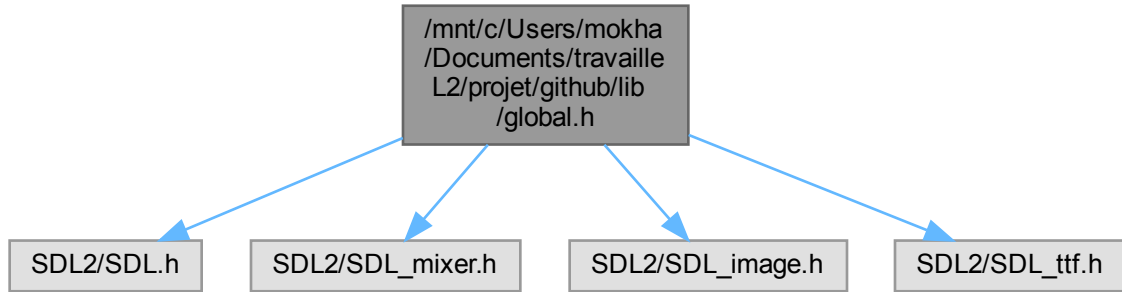 /mnt/c/Users/mokha
/Documents/travaille
L2/projet/github/lib
/global.h
SDL2/SDL.h
SDL2/SDL_mixer.h
SDL2/SDL_image.h
SDL2/SDL_ttf.h